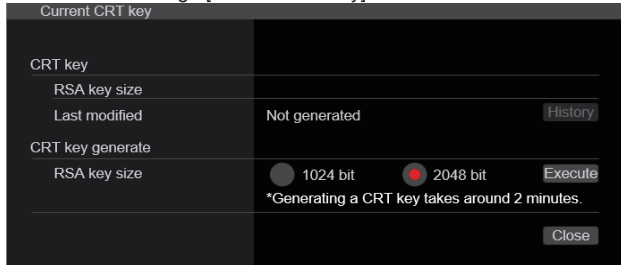 Current CRT key
CRT key
RSA key size
Last modified Not generated History
CRT key generate
RSA key size 1024 bit 2048 bit Execute
*Generating a CRT key takes around 2 minutes.
Close